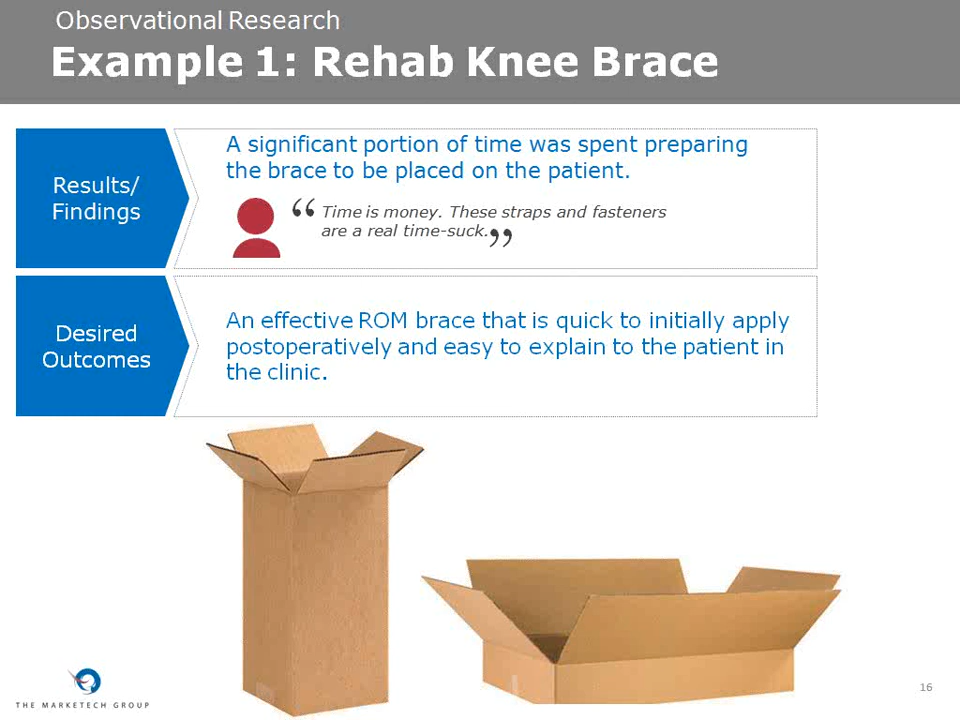 Observational Research
Example 1: Rehab Knee Brace
Results/
Findings
A significant portion of time was spent preparing
the brace to be placed on the patient.
“ Time is money. These straps and fasteners
are a real time-suck.”
Desired
Outcomes
An effective ROM brace that is quick to initially apply
postoperatively and easy to explain to the patient in
the clinic.
THE MARKETECH GROUP
16